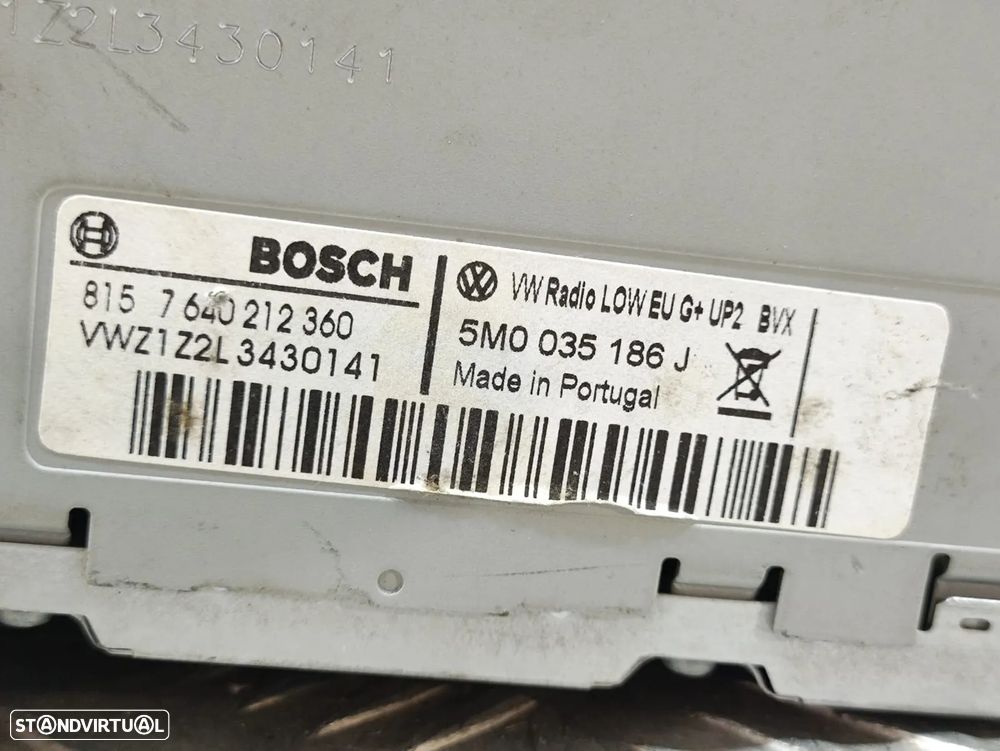 1Z2L3430141
BOSCH
815 7 640 212 360
VWZ1Z2L3430141
VW Radio LOW EU G+ UP2 BVX
5M0 035 186 J
Made in Portugal
STANDVIRTUAL